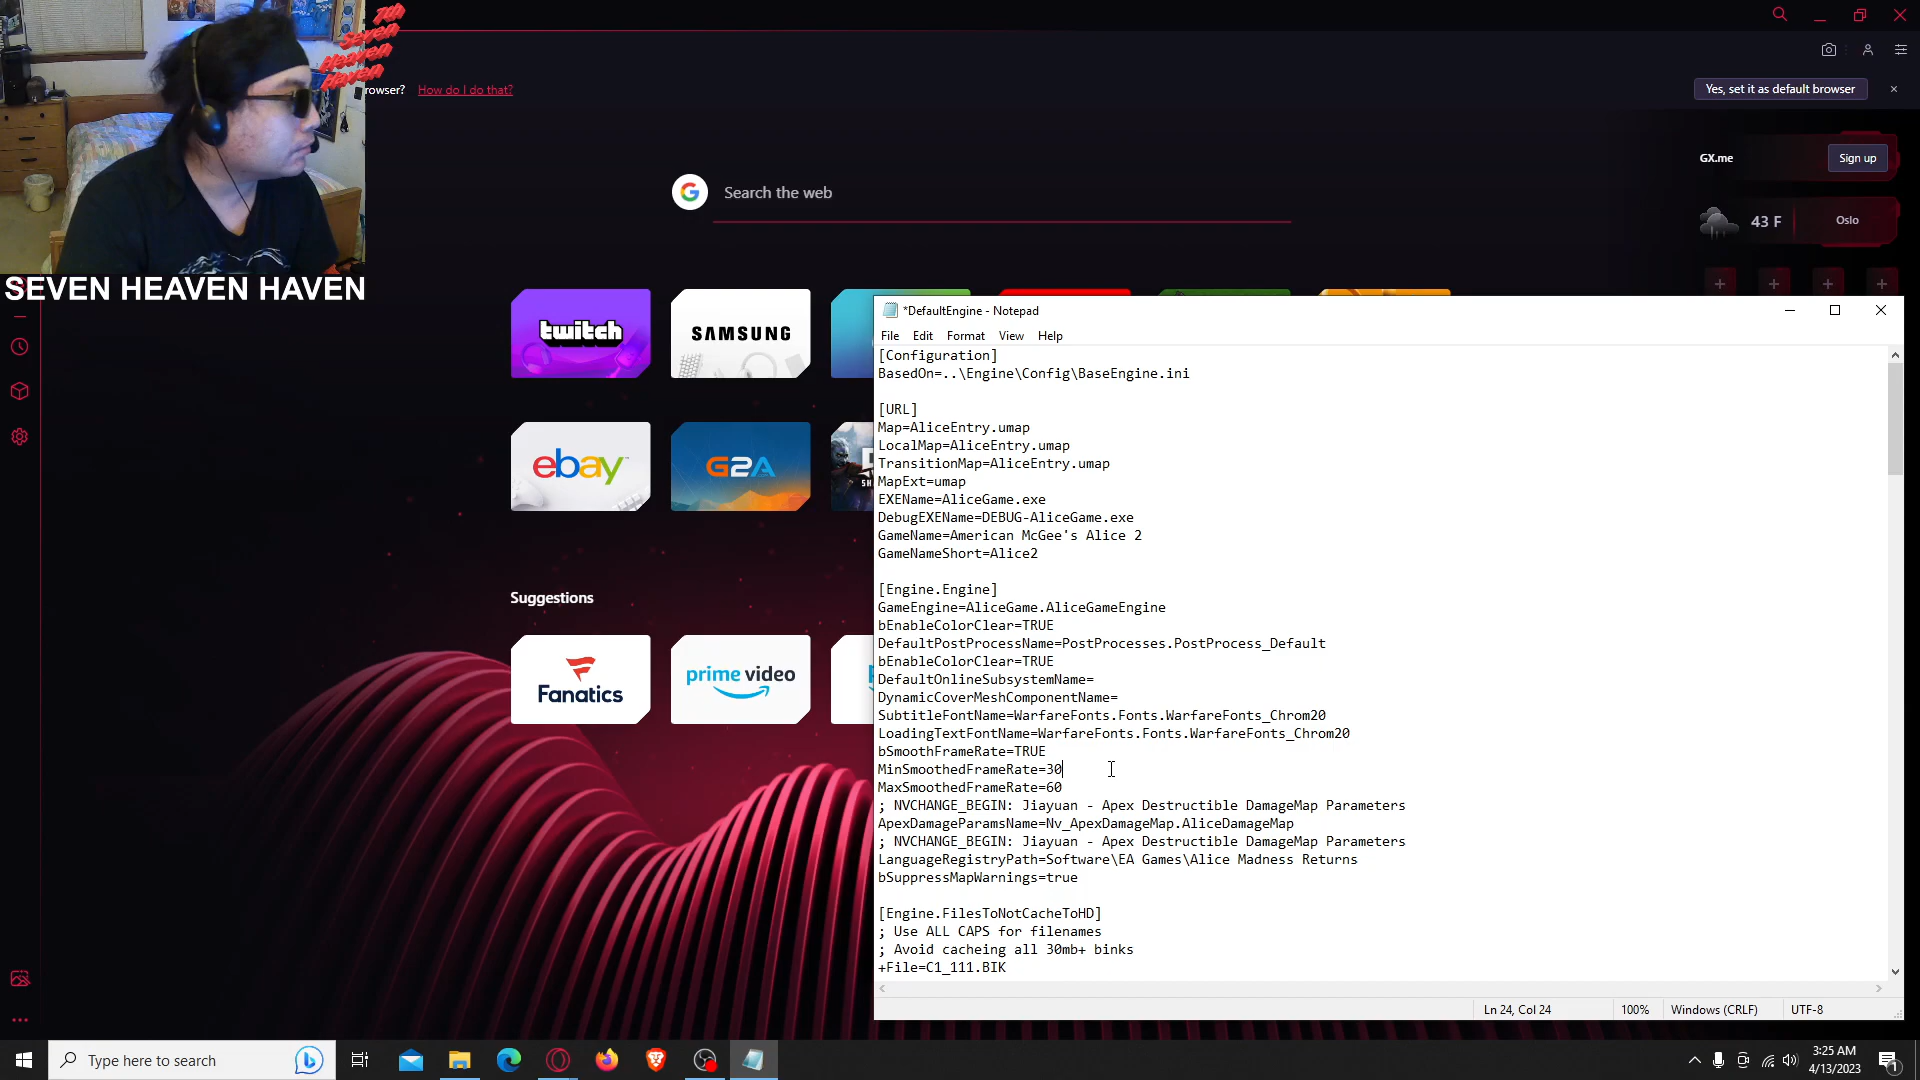 7th
Seven
Heaven
Haven
rowser? How do I do that?
Yes, set it as default browser
GX.me
Sign up
43 F
Oslo
Search the web
SEVEN HEAVEN HAVEN
twitch
SAMSUNG
ebay
G2A
Suggestions
Fanatics
prime video
*DefaultEngine - Notepad
File Edit Format View Help
[Configuration]
BasedOn=..\Engine\Config\BaseEngine.ini
[URL]
Map=AliceEntry.umap
LocalMap=AliceEntry.umap
TransitionMap=AliceEntry.umap
MapExt=umap
EXEName=AliceGame.exe
DebugEXEName=DEBUG-AliceGame.exe
GameName=American McGee's Alice 2
GameNameShort=Alice2
[Engine.Engine]
GameEngine=AliceGame.AliceGameEngine
bEnableColorClear=TRUE
DefaultPostProcessName=PostProcesses.PostProcess_Default
bEnableColorClear=TRUE
DefaultOnlineSubsystemName=
DynamicCoverMeshComponentName=
SubtitleFontName=WarfareFonts.Fonts.WarfareFonts_Chrom20
LoadingTextFontName=WarfareFonts.Fonts.WarfareFonts_Chrom20
bSmoothFrameRate=TRUE
MinSmoothedFrameRate=30
MaxSmoothedFrameRate=60
; NVCHANGE_BEGIN: Jiayuan - Apex Destructible DamageMap Parameters
ApexDamageParamsName=Nv_ApexDamageMap.AliceDamageMap
; NVCHANGE_BEGIN: Jiayuan - Apex Destructible DamageMap Parameters
LanguageRegistryPath=Software\EA Games\Alice Madness Returns
bSuppressMapWarnings=true
[Engine.FilesToNotCacheToHD]
; Use ALL CAPS for filenames
; Avoid cacheing all 30mb+ binks
+File=C1_111.BIK
Ln 24, Col 24
100%
Windows (CRLF)
UTF-8
Type here to search
3:25 AM
4/13/2023
1